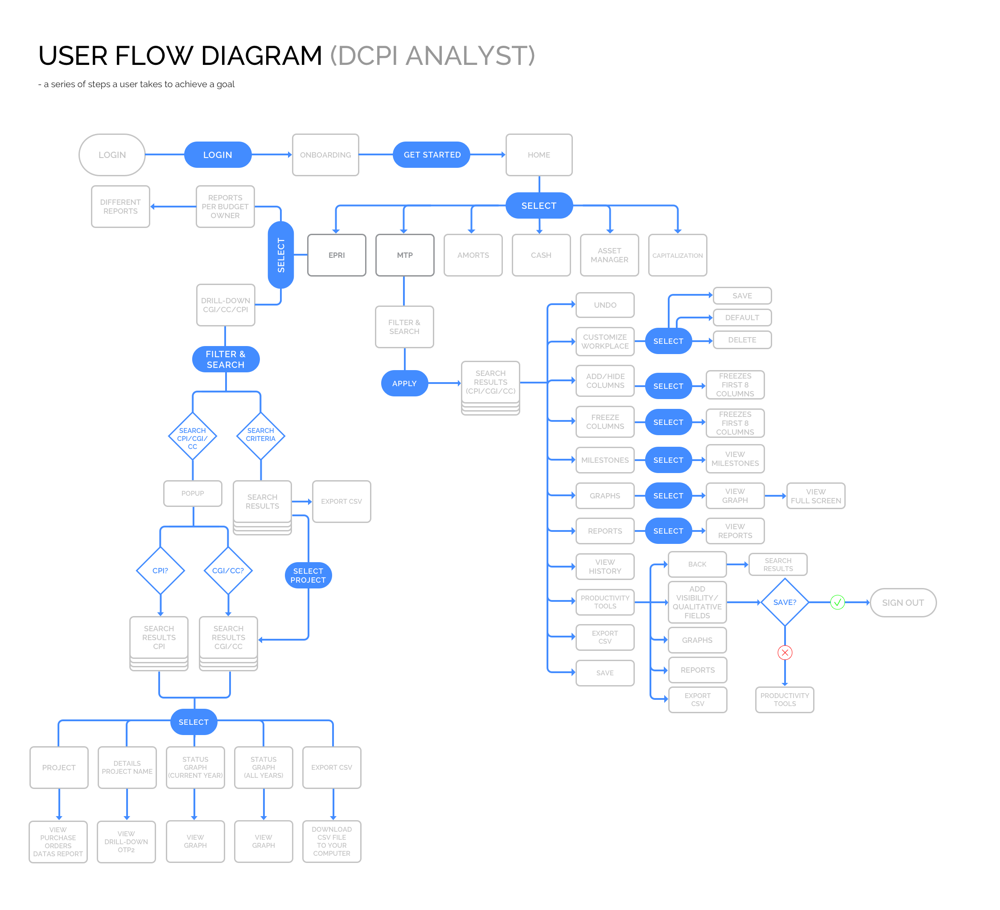 USER FLOW DIAGRAM (DCPI ANALYST)
- a series of steps a user takes to achieve a goal
LOGIN
LOGIN
ONBOARDING
GET STARTED
HOME
DIFFERENT
REPORTS
REPORTS
PER BUDGET
OWNER
SELECT
SELECT
EPRI
MTP
AMORTS
CASH
ASSET
MANAGER
CAPITALIZATION
DRILL-DOWN
CGI/CC/CPI
FILTER &
SEARCH
FILTER &
SEARCH
APPLY
SEARCH
RESULTS
(CPI/CGI/CC)
UNDO
CUSTOMIZE
WORKPLACE
SELECT
SAVE
DEFAULT
DELETE
ADD/HIDE
COLUMNS
SELECT
FREEZES
FIRST 8
COLUMNS
FREEZE
COLUMNS
SELECT
FREEZES
FIRST 8
COLUMNS
MILESTONES
SELECT
VIEW
MILESTONES
GRAPHS
SELECT
VIEW
GRAPH
VIEW
FULL SCREEN
REPORTS
SELECT
VIEW
REPORTS
VIEW
HISTORY
PRODUCTIVITY
TOOLS
EXPORT
CSV
SAVE
BACK
SEARCH
RESULTS
ADD
VISIBILITY/
QUALITATIVE
FIELDS
SAVE?
SIGN OUT
GRAPHS
REPORTS
EXPORT
CSV
PRODUCTIVITY
TOOLS
SEARCH
CPI/CGI/
CC
SEARCH
CRITERIA
POPUP
SEARCH
RESULTS
EXPORT CSV
CPI?
CGI/CC?
SELECT
PROJECT
SEARCH
RESULTS
CPI
SEARCH
RESULTS
CGI/CC
SELECT
PROJECT
DETAILS
PROJECT NAME
STATUS
GRAPH
(CURRENT YEAR)
STATUS
GRAPH
(ALL YEARS)
EXPORT CSV
VIEW
PURCHASE
ORDERS
DATAS REPORT
VIEW
DRILL-DOWN
OTP2
VIEW
GRAPH
VIEW
GRAPH
DOWNLOAD
CSV FILE
TO YOUR
COMPUTER